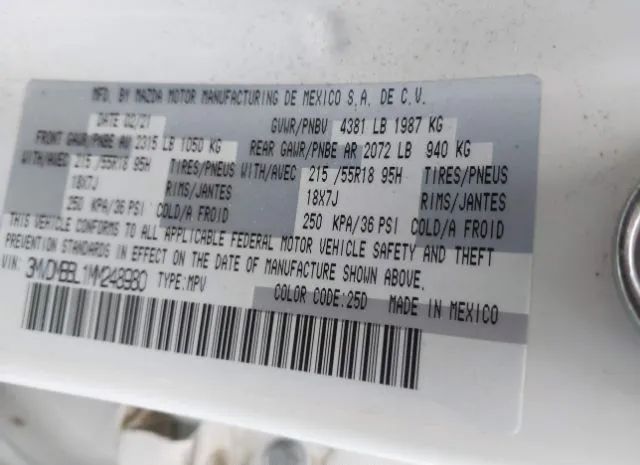 MFD. BY MAZDA MOTOR MANUFACTURING DE MEXICO S.A. DE C.V.
DATE 02/21 GVWR/PNBV 4381 LB 1987 KG
FRONT GAWR/PNBE AV 2315 LB 1050 KG REAR GAWR/PNBE AR 2072 LB 940 KG
WITH/AVEC 215 /55R18 95H TIRES/PNEUS WITH/AVEC 215 /55R18 95H TIRES/PNEUS
18X7J RIMS/JANTES 18X7J RIMS/JANTES
250 KPA/36 PSI COLD/A FROID 250 KPA/36 PSI COLD/A FROID
THIS VEHICLE CONFORMS TO ALL APPLICABLE FEDERAL MOTOR VEHICLE SAFETY AND THEFT
PREVENTION STANDARDS IN EFFECT ON THE DATE OF MANUFACTURE SHOWN ABOVE.
VIN: TYPE:MPV
COLOR CODE:25D MADE IN MEXICO